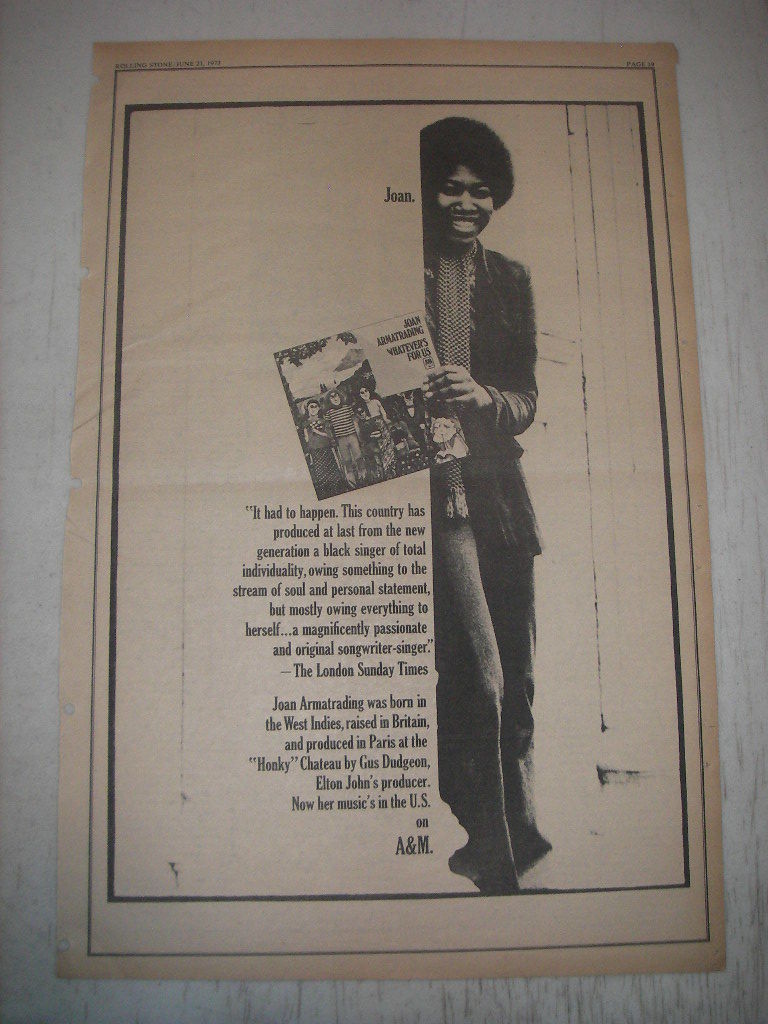 ROLLING STONE/JUNE 21, 1973
PAGE 19
Joan.
JOAN
ARMATRADING
WHATEVER'S
FOR US
"It had to happen. This country has
produced at last from the new
generation a black singer of total
individuality, owing something to the
stream of soul and personal statement,
but mostly owing everything to
herself...a magnificently passionate
and original songwriter-singer."
—The London Sunday Times
Joan Armatrading was born in
the West Indies, raised in Britain,
and produced in Paris at the
"Honky" Chateau by Gus Dudgeon,
Elton John's producer.
Now her music's in the U.S.
on
A&M.